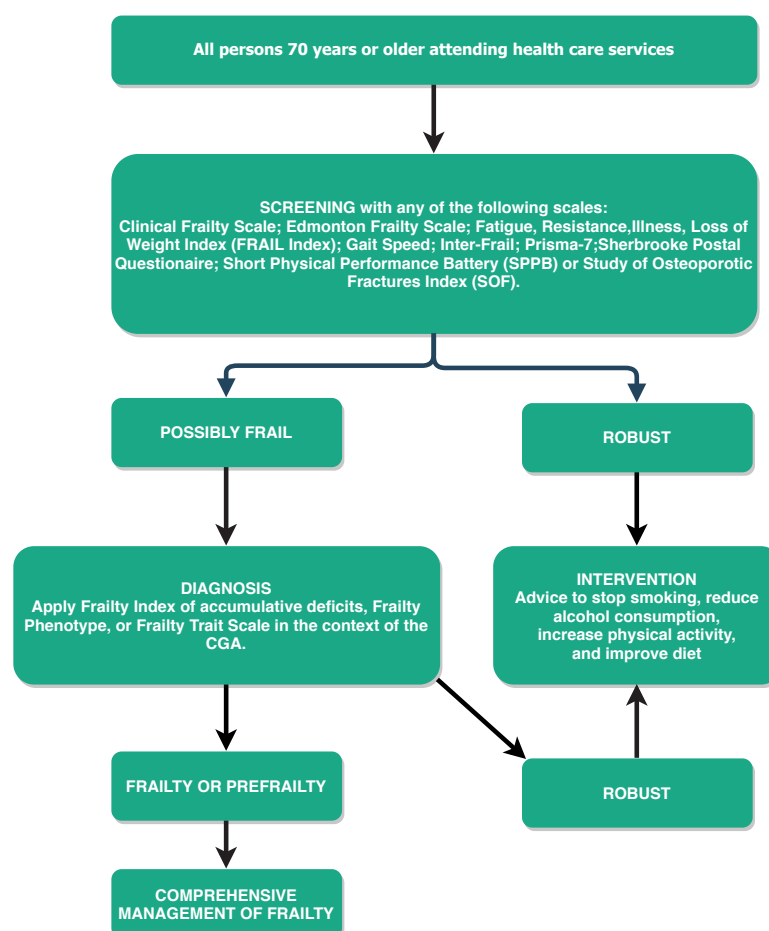 All persons 70 years or older attending health care services
SCREENING with any of the following scales:
Clinical Frailty Scale; Edmonton Frailty Scale; Fatigue, Resistance,Illness, Loss of
Weight Index (FRAIL Index); Gait Speed; Inter-Frail; Prisma-7;Sherbrooke Postal
Questionaire; Short Physical Performance Battery (SPPB) or Study of Osteoporotic
Fractures Index (SOF).
POSSIBLY FRAIL
ROBUST
DIAGNOSIS
Apply Frailty Index of accumulative deficits, Frailty
Phenotype, or Frailty Trait Scale in the context of the
CGA.
INTERVENTION
Advice to stop smoking, reduce
alcohol consumption,
increase physical activity,
and improve diet
FRAILTY OR PREFRAILTY
ROBUST
COMPREHENSIVE
MANAGEMENT OF FRAILTY